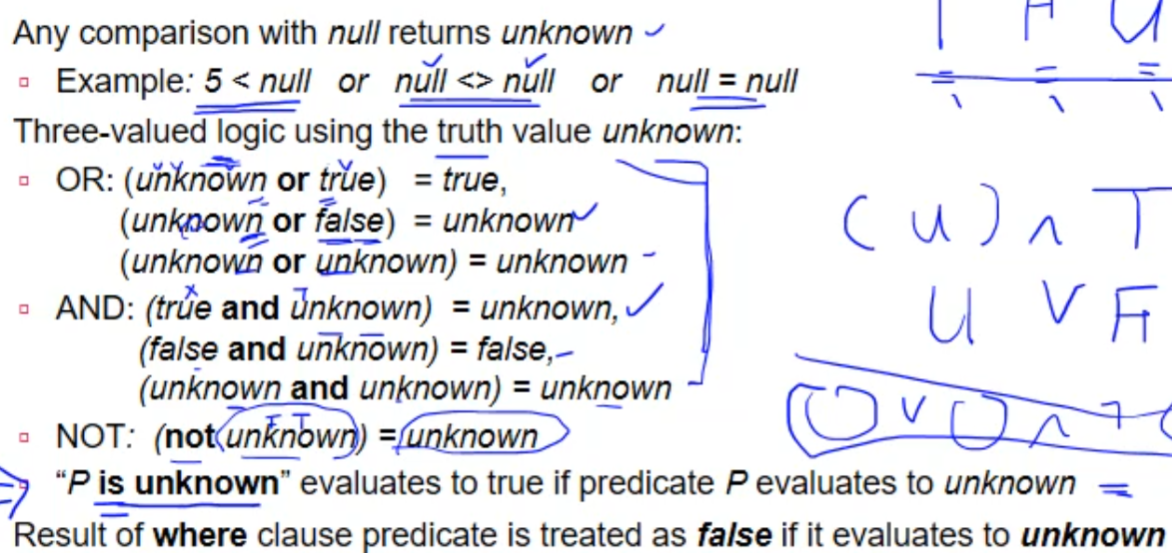 Any comparison with null returns unknown
Example: 5 < null or null <> null or null = null
Three-valued logic using the truth value unknown:
OR: (unknown or true) = true,
(unknown or false) = unknown
(unknown or unknown) = unknown
AND: (true and unknown) = unknown,
(false and unknown) = false,
(unknown and unknown) = unknown
NOT: (not unknown) = unknown
“P is unknown” evaluates to true if predicate P evaluates to unknown
Result of where clause predicate is treated as false if it evaluates to unknown
(U) ∧ T
U ∨ F